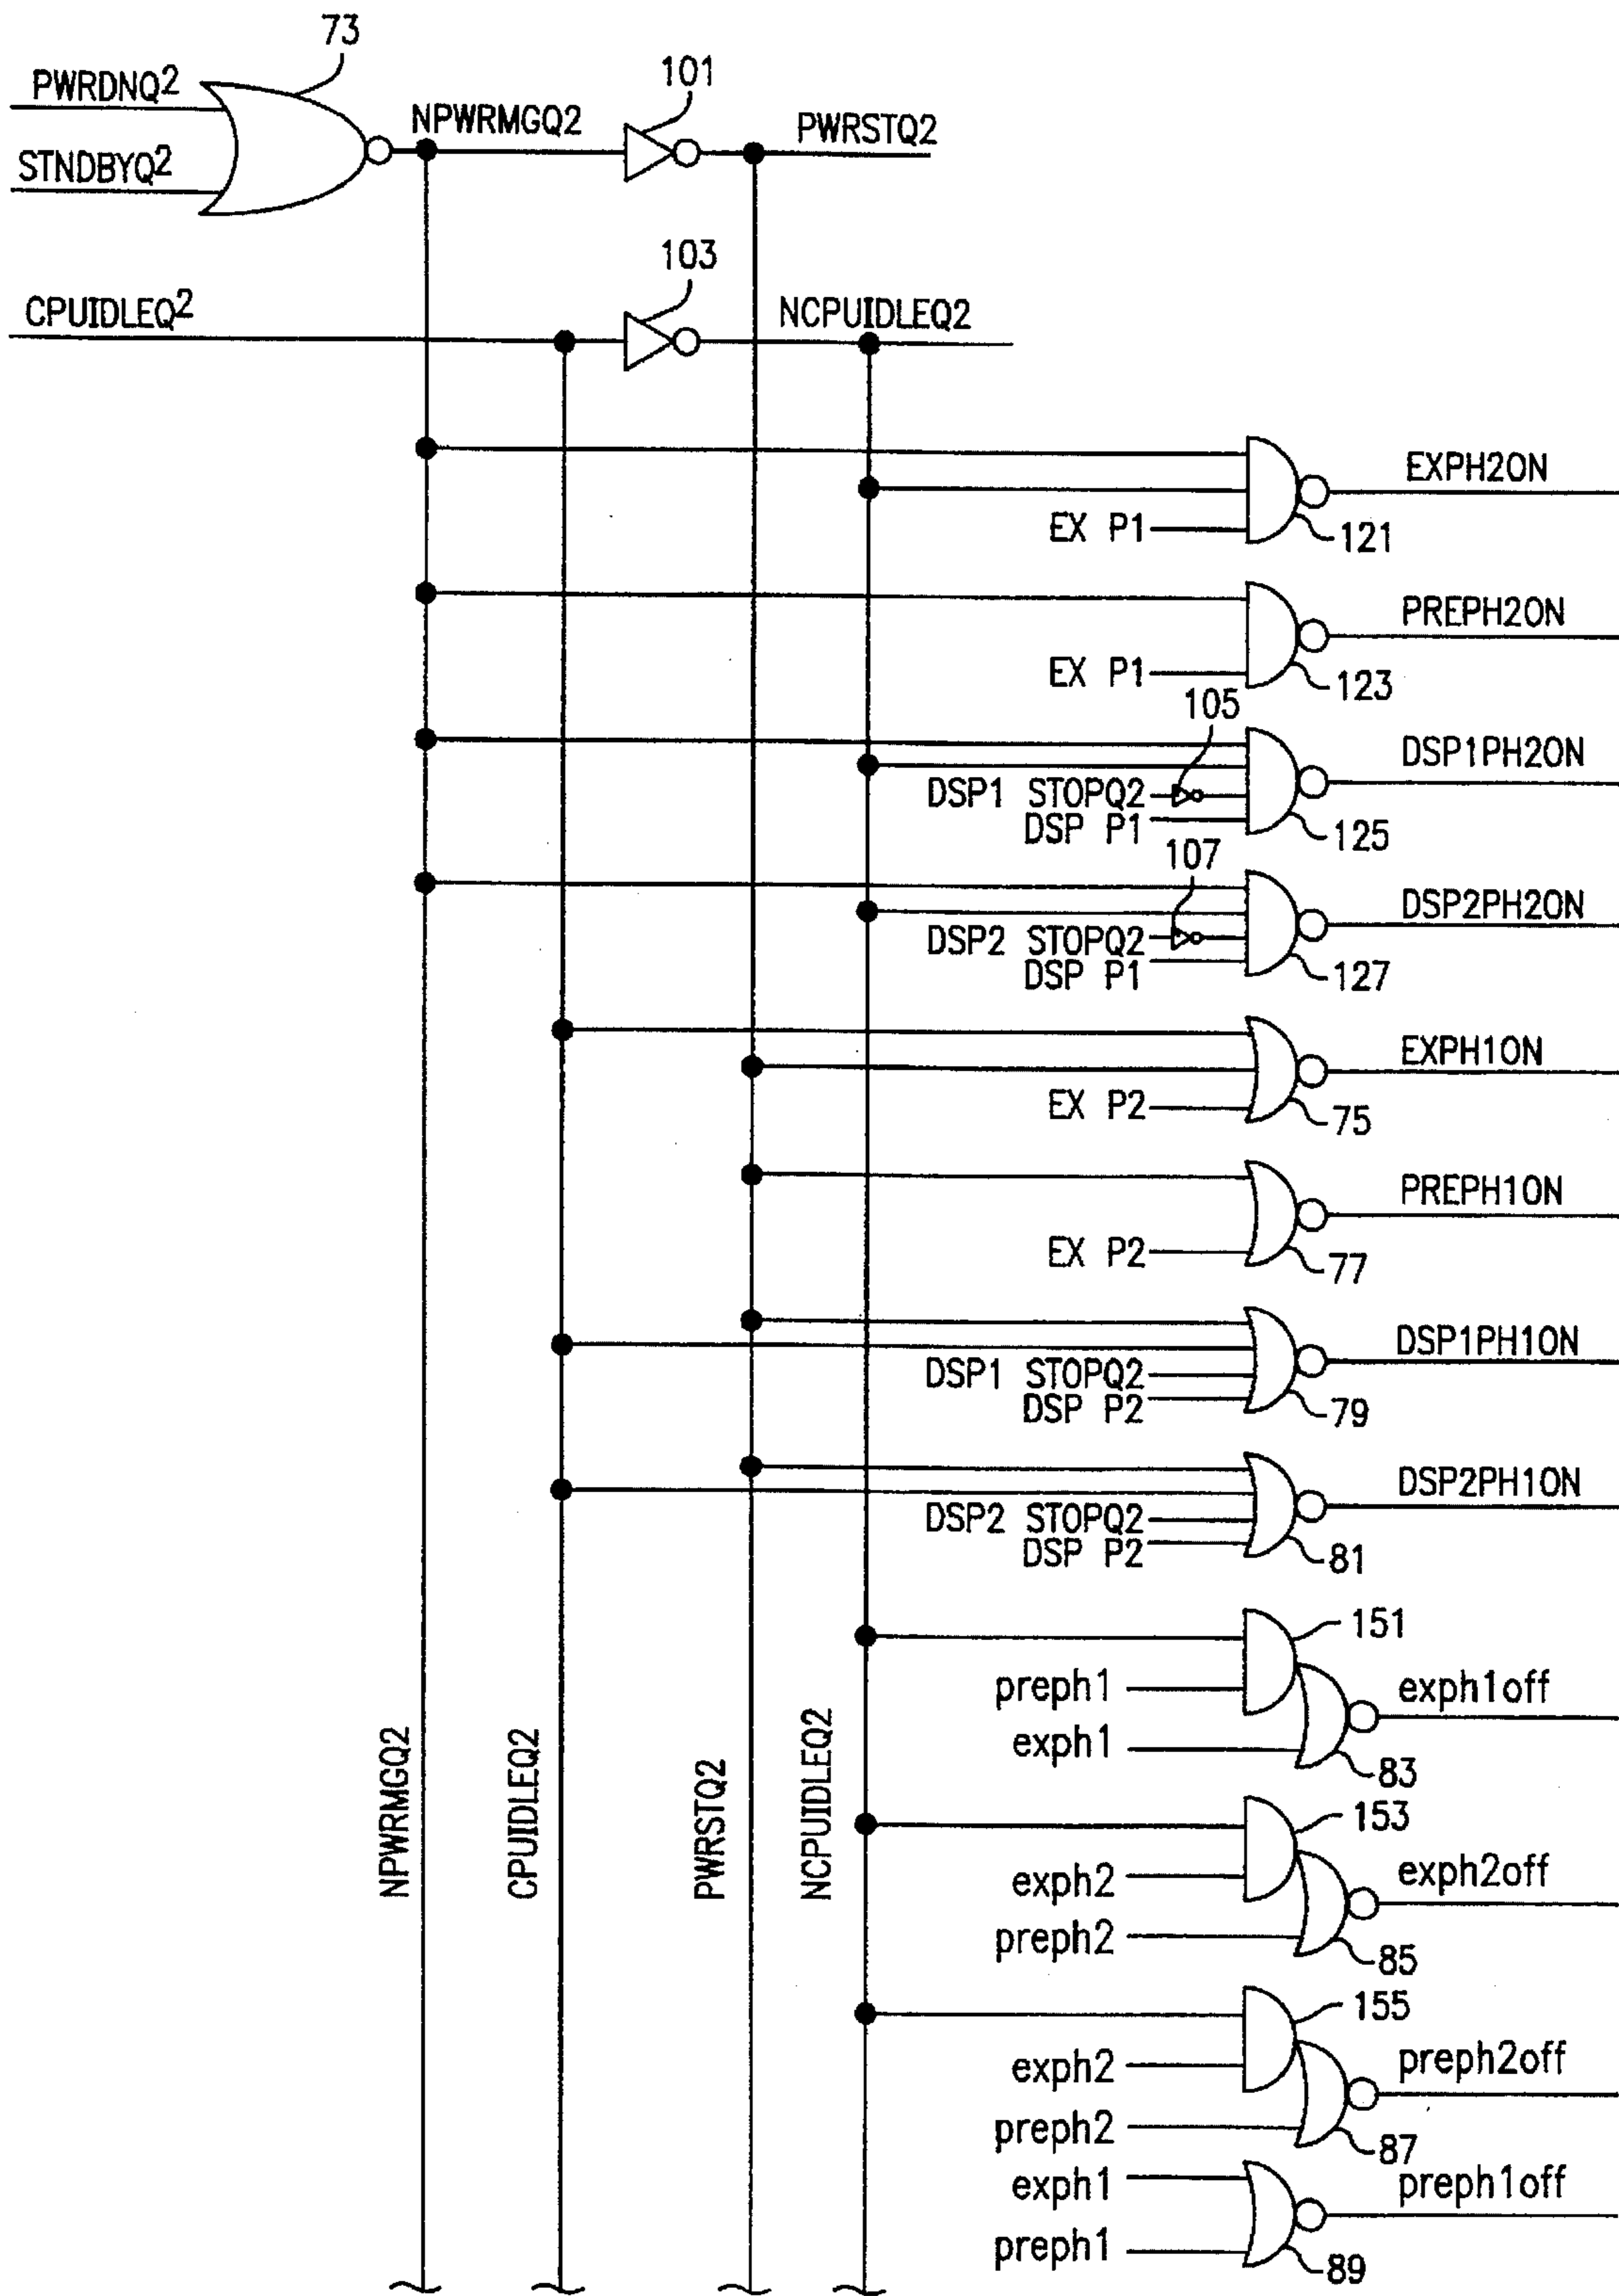 73
PWRDNQ2
STNDBYQ2
NPWRMGQ2
101
PWRSTQ2
CPUIDLEQ2
103
NCPUIDLEQ2
EX P1
EXPH2ON
121
EX P1
PREPH2ON
123
105
DSP1 STOPQ2
DSP P1
DSP1PH2ON
125
107
DSP2 STOPQ2
DSP P1
DSP2PH2ON
127
EX P2
EXPH1ON
75
EX P2
PREPH1ON
77
DSP1 STOPQ2
DSP P2
DSP1PH1ON
79
DSP2 STOPQ2
DSP P2
DSP2PH1ON
81
NPWRMGQ2
CPUIDLEQ2
PWRSTQ2
NCPUIDLEQ2
151
preph1
exph1
exph1off
83
153
exph2
preph2
exph2off
85
155
exph2
preph2
preph2off
87
exph1
preph1
preph1off
89